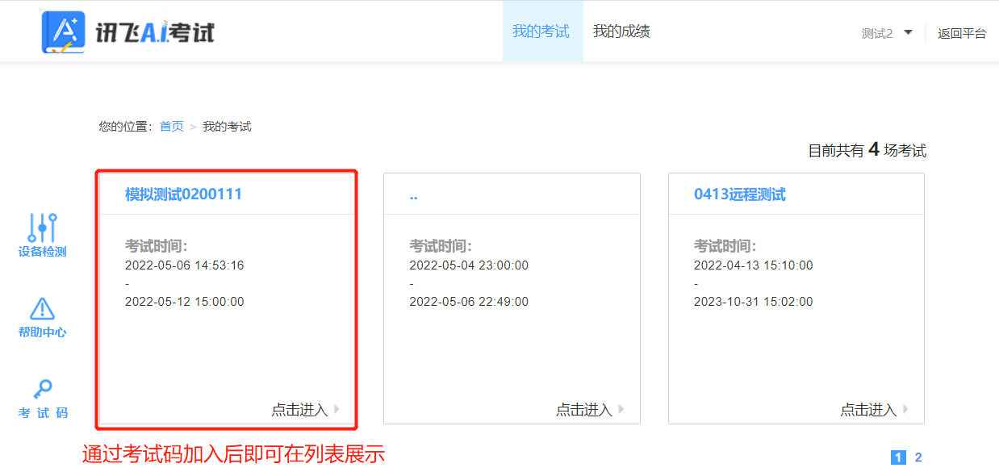 讯飞A.I.考试
我的考试 我的成绩
测试2 返回平台
您的位置：首页 > 我的考试
目前共有 4 场考试
模拟测试0200111
考试时间：
2022-05-06 14:53:16
-
2022-05-12 15:00:00
点击进入
..
考试时间：
2022-05-04 23:00:00
-
2022-05-06 22:49:00
点击进入
0413远程测试
考试时间：
2022-04-13 15:10:00
-
2023-10-31 15:02:00
点击进入
设备检测
帮助中心
考 试 码
通过考试码加入后即可在列表展示
1 2